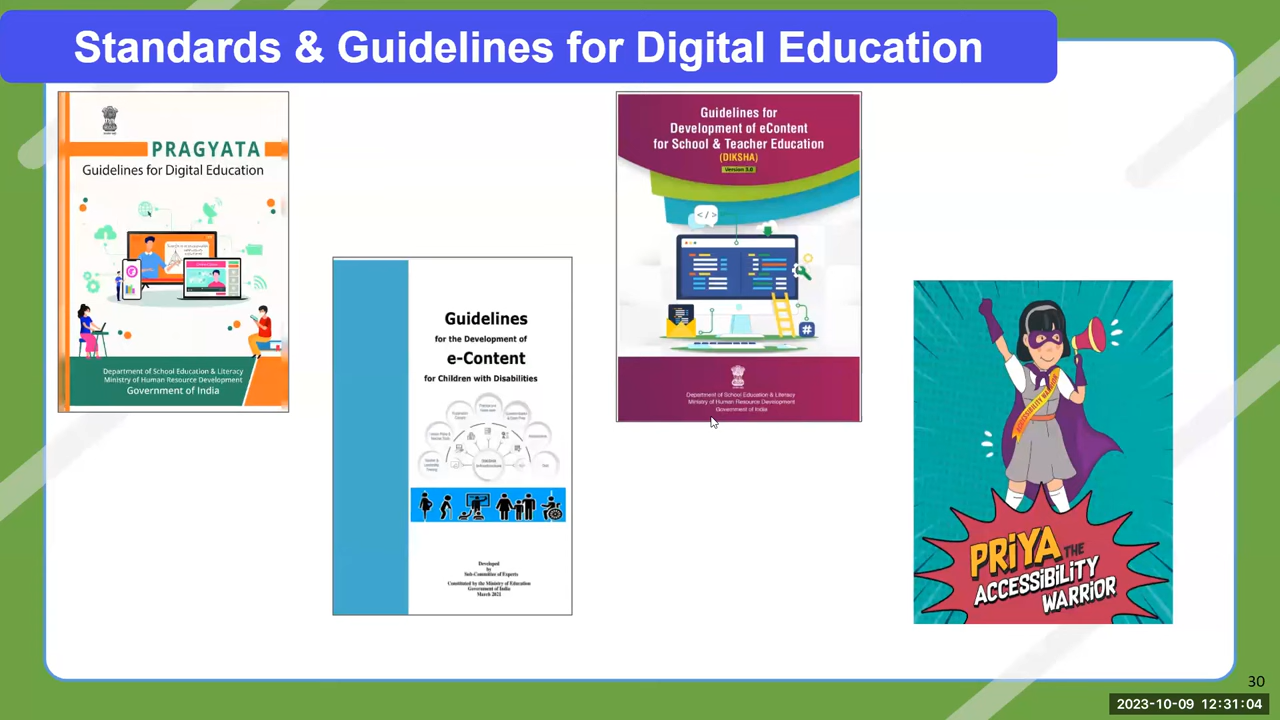 Standards & Guidelines for Digital Education
PRAGYATA
Guidelines for Digital Education
Department of School Education & Literacy
Ministry of Human Resource Development
Government of India
Guidelines
for the Development of
e-Content
for Children with Disabilities
Developed
by
Sub-Committee of Experts
Constituted by the Ministry of Education
Government of India
March 2021
Guidelines for
Development of eContent
for School & Teacher Education
(DIKSHA)
Version 3.0
</>
#
Department of School Education & Literacy
Ministry of Human Resource Development
Government of India
ACCESSIBILITY
PRIYA THE
ACCESSIBILITY
WARRIOR
30
2023-10-09 12:31:04